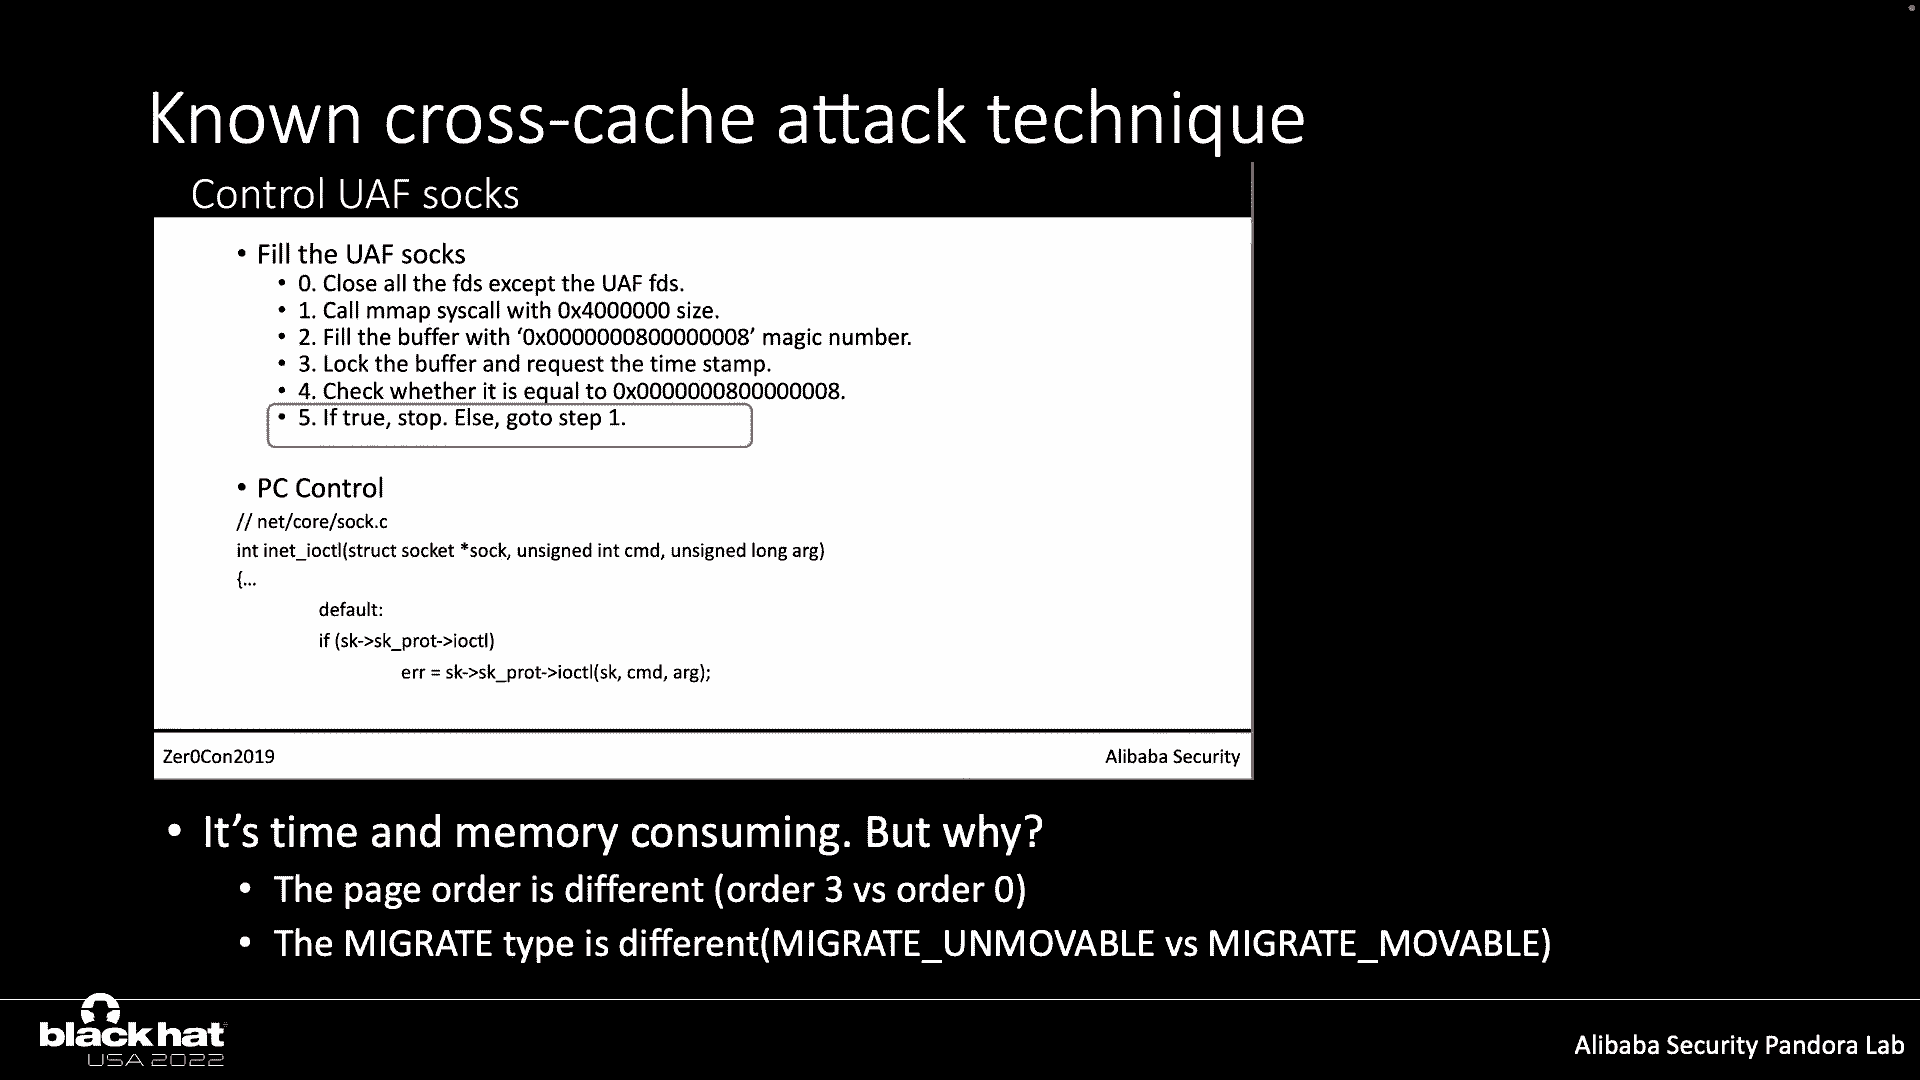 Known cross-cache attack technique
Control UAF socks
• Fill the UAF socks
• 0. Close all the fds except the UAF fds.
• 1. Call mmap syscall with 0x4000000 size.
• 2. Fill the buffer with ‘0x0000000800000008’ magic number.
• 3. Lock the buffer and request the time stamp.
• 4. Check whether it is equal to 0x0000000800000008.
• 5. If true, stop. Else, goto step 1.
• PC Control
// net/core/sock.c
int inet_ioctl(struct socket *sock, unsigned int cmd, unsigned long arg)
{...
default:
if (sk->sk_prot->ioctl)
err = sk->sk_prot->ioctl(sk, cmd, arg);
Zer0Con2019
Alibaba Security
• It’s time and memory consuming. But why?
• The page order is different (order 3 vs order 0)
• The MIGRATE type is different(MIGRATE_UNMOVABLE vs MIGRATE_MOVABLE)
black hat
USA 2022
Alibaba Security Pandora Lab